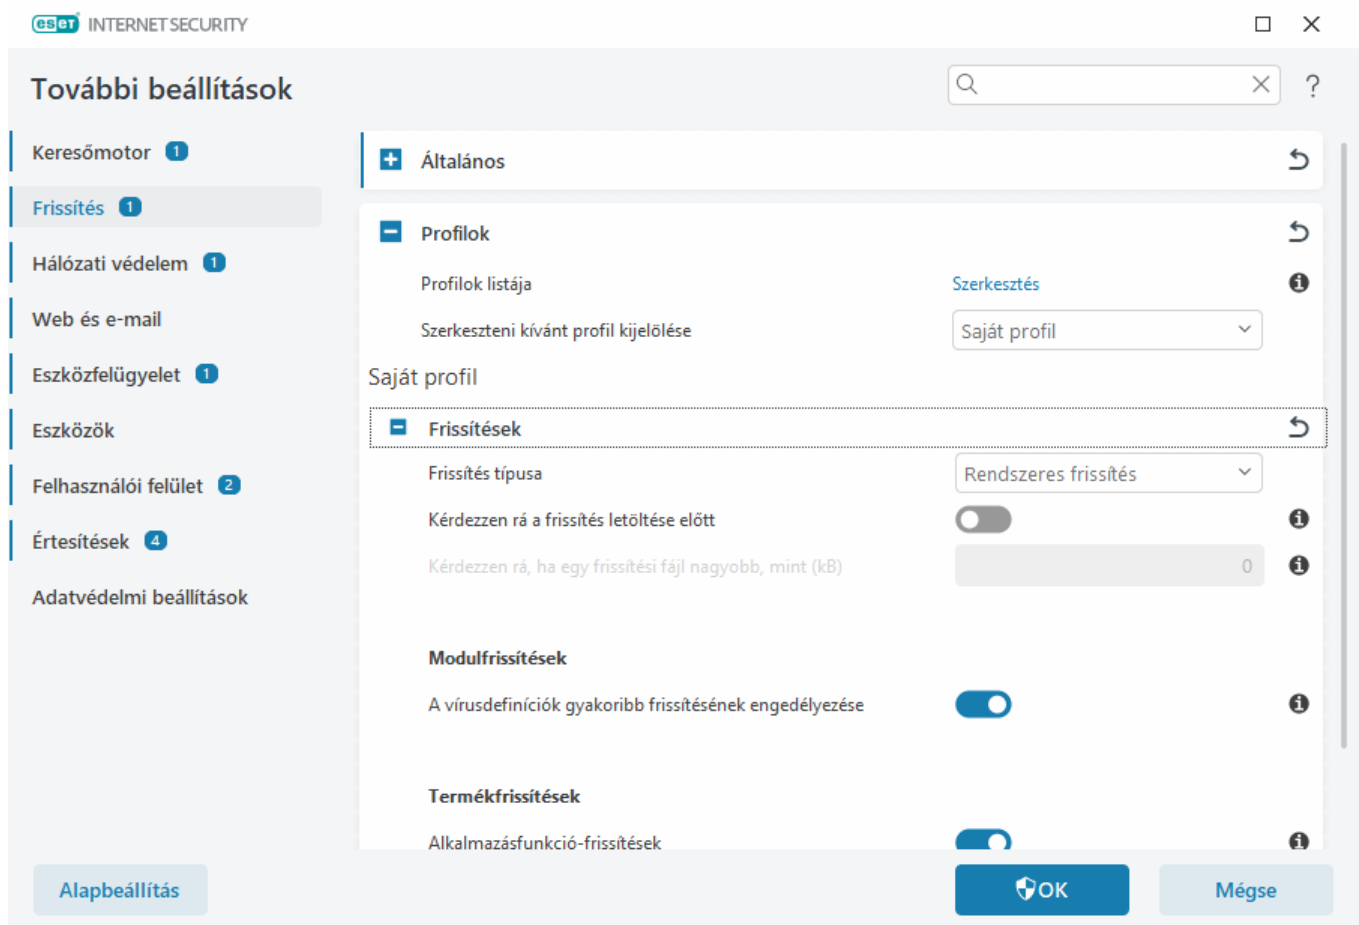 eset INTERNET SECURITY
További beállítások
?
Keresőmotor 1
Frissítés 1
Hálózati védelem 1
Web és e-mail
Eszközfelügyelet 1
Eszközök
Felhasználói felület 2
Értesítések 4
Adatvédelmi beállítások
Általános
Profilok
Profilok listája Szerkesztés
Szerkeszteni kívánt profil kijelölése Saját profil
Saját profil
Frissítések
Frissítés típusa Rendszeres frissítés
Kérdezzen rá a frissítés letöltése előtt
Kérdezzen rá, ha egy frissítési fájl nagyobb, mint (kB) 0
Modulfrissítések
A vírusdefiníciók gyakoribb frissítésének engedélyezése
Termékfrissítések
Alkalmazásfunkció-frissítések
Alapbeállítás OK Mégse